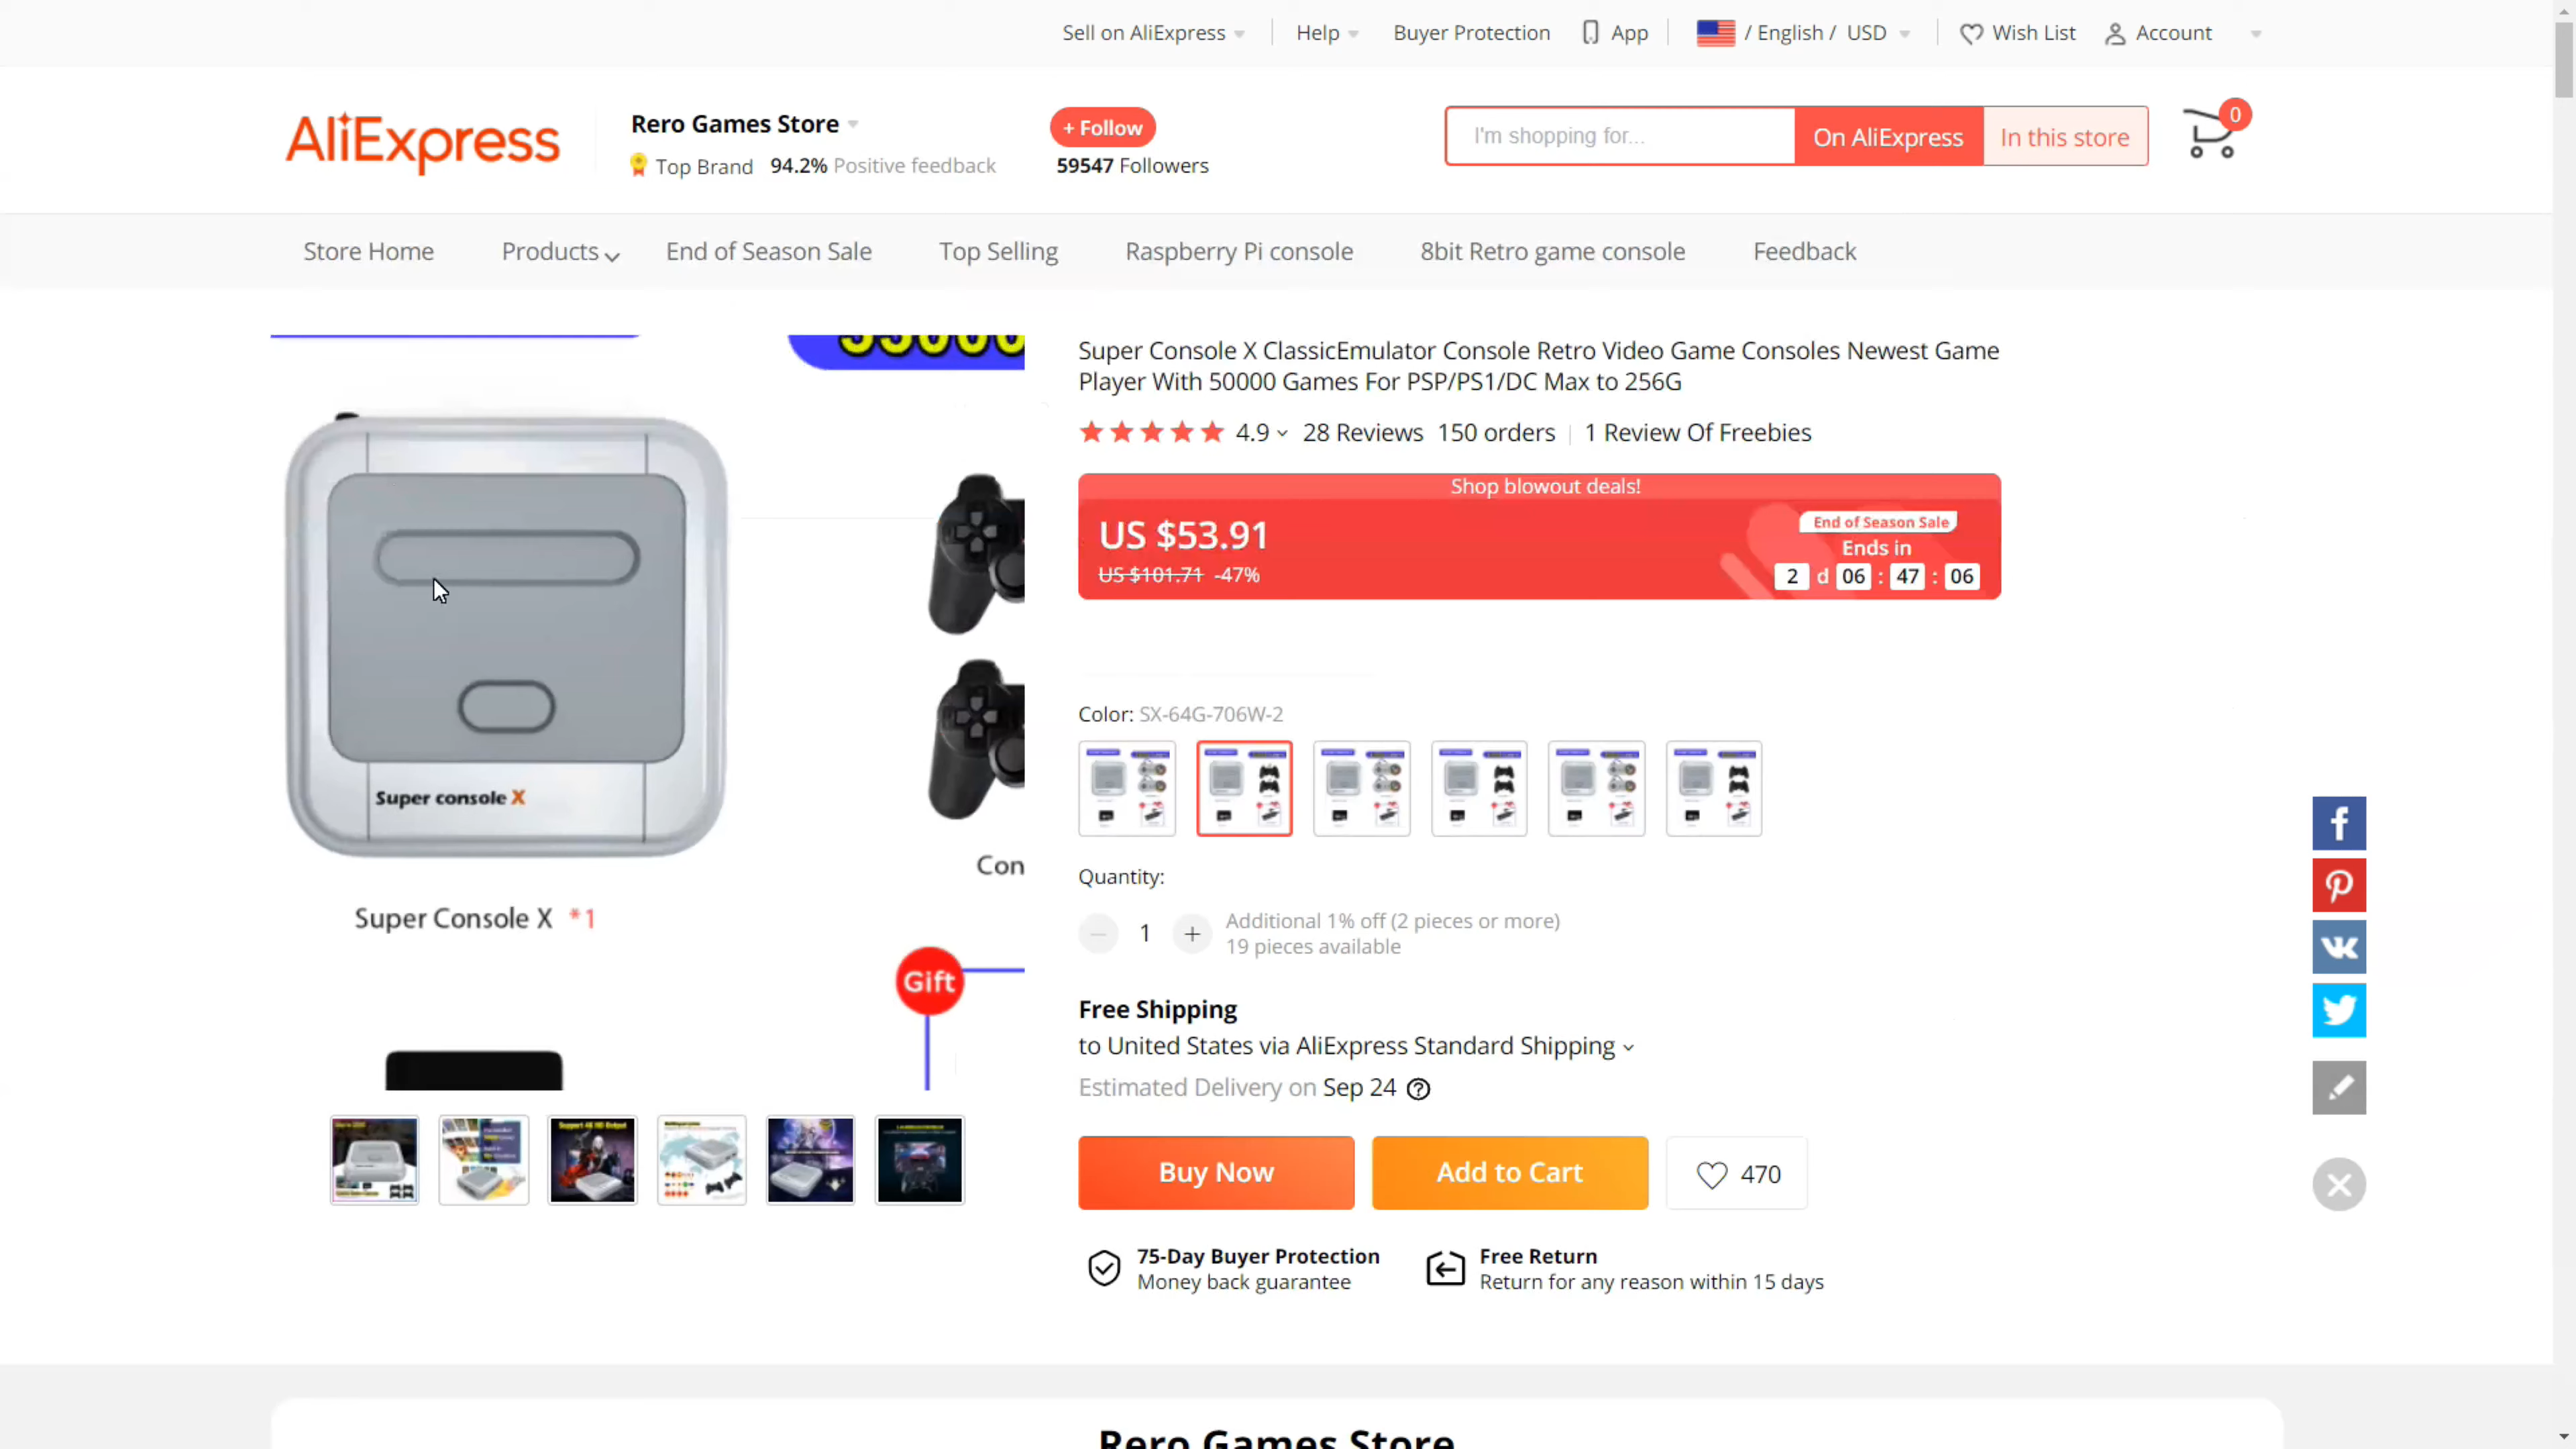 Sell on AliExpress
Help
Buyer Protection
App
/ English / USD
Wish List
Account
AliExpress
Rero Games Store
Top Brand 94.2% Positive feedback
+ Follow
59547 Followers
I'm shopping for...
On AliExpress
In this store
0
Store Home
Products
End of Season Sale
Top Selling
Raspberry Pi console
8bit Retro game console
Feedback
Super console X
Super Console X *1
Con
Gift
Super Console X ClassicEmulator Console Retro Video Game Consoles Newest Game
Player With 50000 Games For PSP/PS1/DC Max to 256G
4.9 28 Reviews 150 orders 1 Review Of Freebies
Shop blowout deals!
US $53.91
US $101.71 -47%
End of Season Sale
Ends in
2 d 06 : 47 : 06
Color: SX-64G-706W-2
Quantity:
1
Additional 1% off (2 pieces or more)
19 pieces available
Free Shipping
to United States via AliExpress Standard Shipping
Estimated Delivery on Sep 24
Buy Now
Add to Cart
470
75-Day Buyer Protection
Money back guarantee
Free Return
Return for any reason within 15 days
Rero Games Store